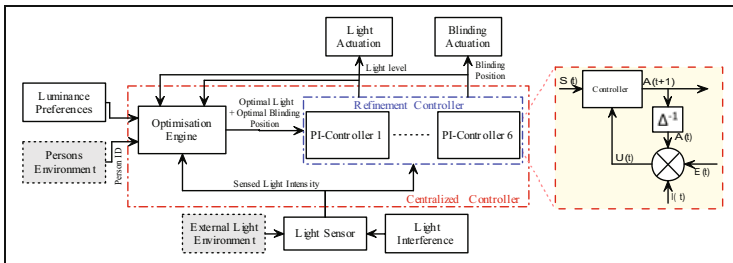 Light
Actuation
Blinding
Actuation
Light level
Blinding
Position
Luminance
Preferences
Optimisation
Engine
Optimal Light
+ Optimal Blinding
Position
Refinement Controller
PI-Controller 1
PI-Controller 6
Persons
Environment
Person ID
Sensed Light Intensity
Centralized Controller
External Light
Environment
Light Sensor
Light
Interference
S(t)
Controller
A(t+1)
Δ⁻¹
A(t)
U(t)
E(t)
I( t)